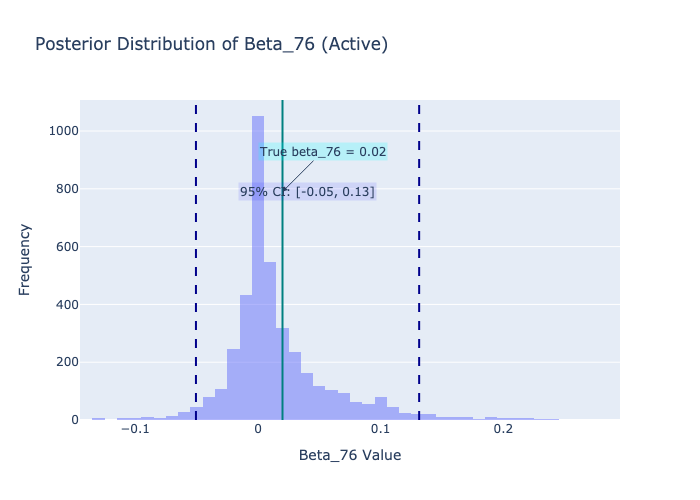 Posterior Distribution of Beta_76 (Active)
1000
800
600
400
200
0
Frequency
True beta_76 = 0.02
95% CI: [-0.05, 0.13]
−0.1
0
0.1
0.2
Beta_76 Value